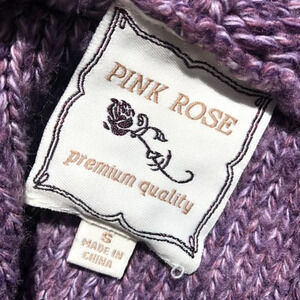 PINK ROSE
premium quality
S
MADE IN
CHINA